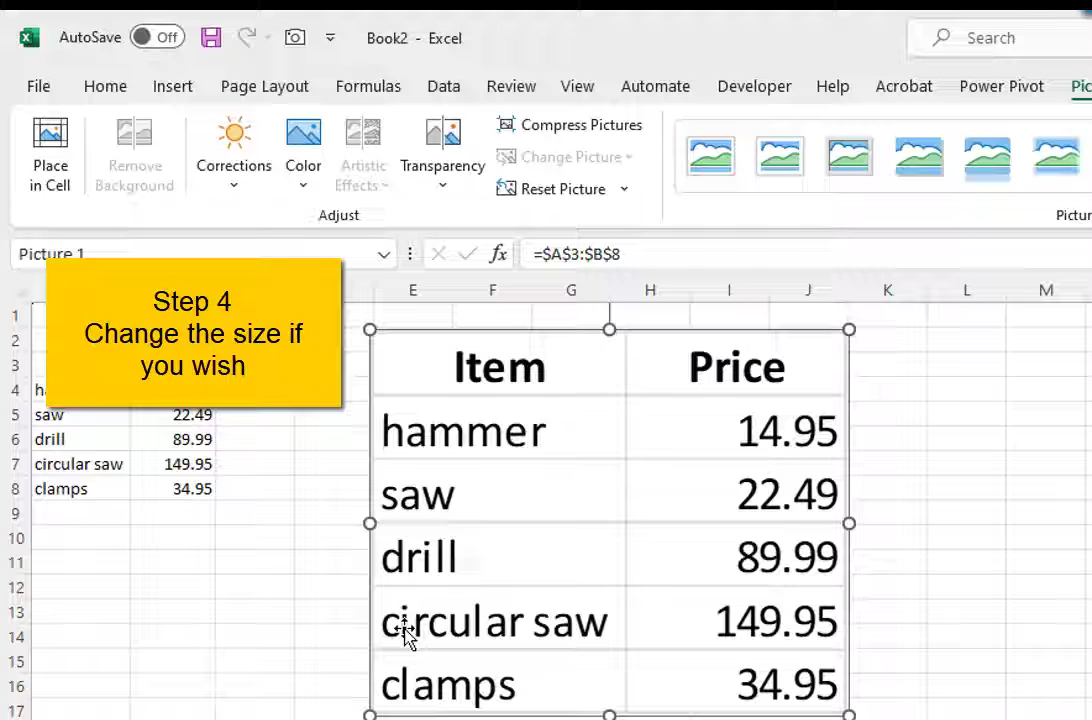 AutoSave Off Book2 - Excel Search
File Home Insert Page Layout Formulas Data Review View Automate Developer Help Acrobat Power Pivot Pic
Place in Cell
Remove Background
Corrections
Color
Artistic Effects
Transparency
Compress Pictures
Change Picture
Reset Picture
Adjust
Pictur
Picture 1 fx =$A$3:$B$8
E F G H I J K L M
Step 4
Change the size if
you wish
1
2
3
4 h
5 saw 22.49
6 drill 89.99
7 circular saw 149.95
8 clamps 34.95
9
10
11
12
13
14
15
16
17
Item Price
hammer 14.95
saw 22.49
drill 89.99
circular saw 149.95
clamps 34.95